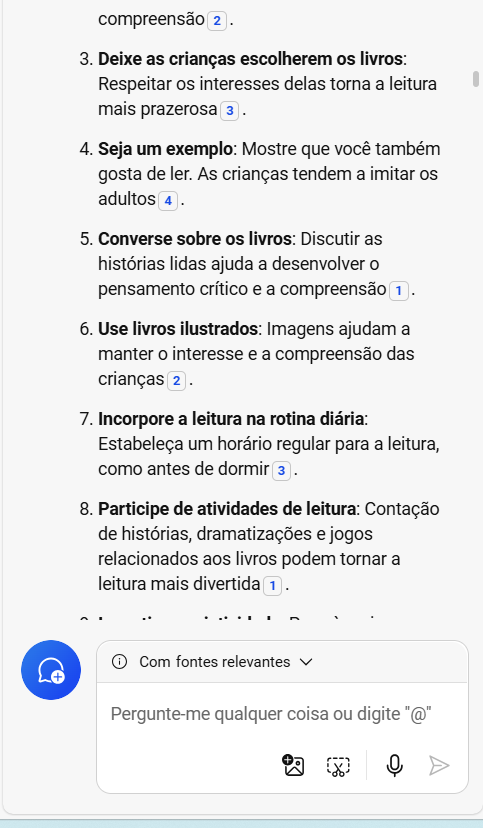 compreensão 2 .
3. Deixe as crianças escolherem os livros:
Respeitar os interesses delas torna a leitura
mais prazerosa 3 .
4. Seja um exemplo: Mostre que você também
gosta de ler. As crianças tendem a imitar os
adultos 4 .
5. Converse sobre os livros: Discutir as
histórias lidas ajuda a desenvolver o
pensamento crítico e a compreensão 1 .
6. Use livros ilustrados: Imagens ajudam a
manter o interesse e a compreensão das
crianças 2 .
7. Incorpore a leitura na rotina diária:
Estabeleça um horário regular para a leitura,
como antes de dormir 3 .
8. Participe de atividades de leitura: Contação
de histórias, dramatizações e jogos
relacionados aos livros podem tornar a
leitura mais divertida 1 .
Com fontes relevantes
Pergunte-me qualquer coisa ou digite "@"